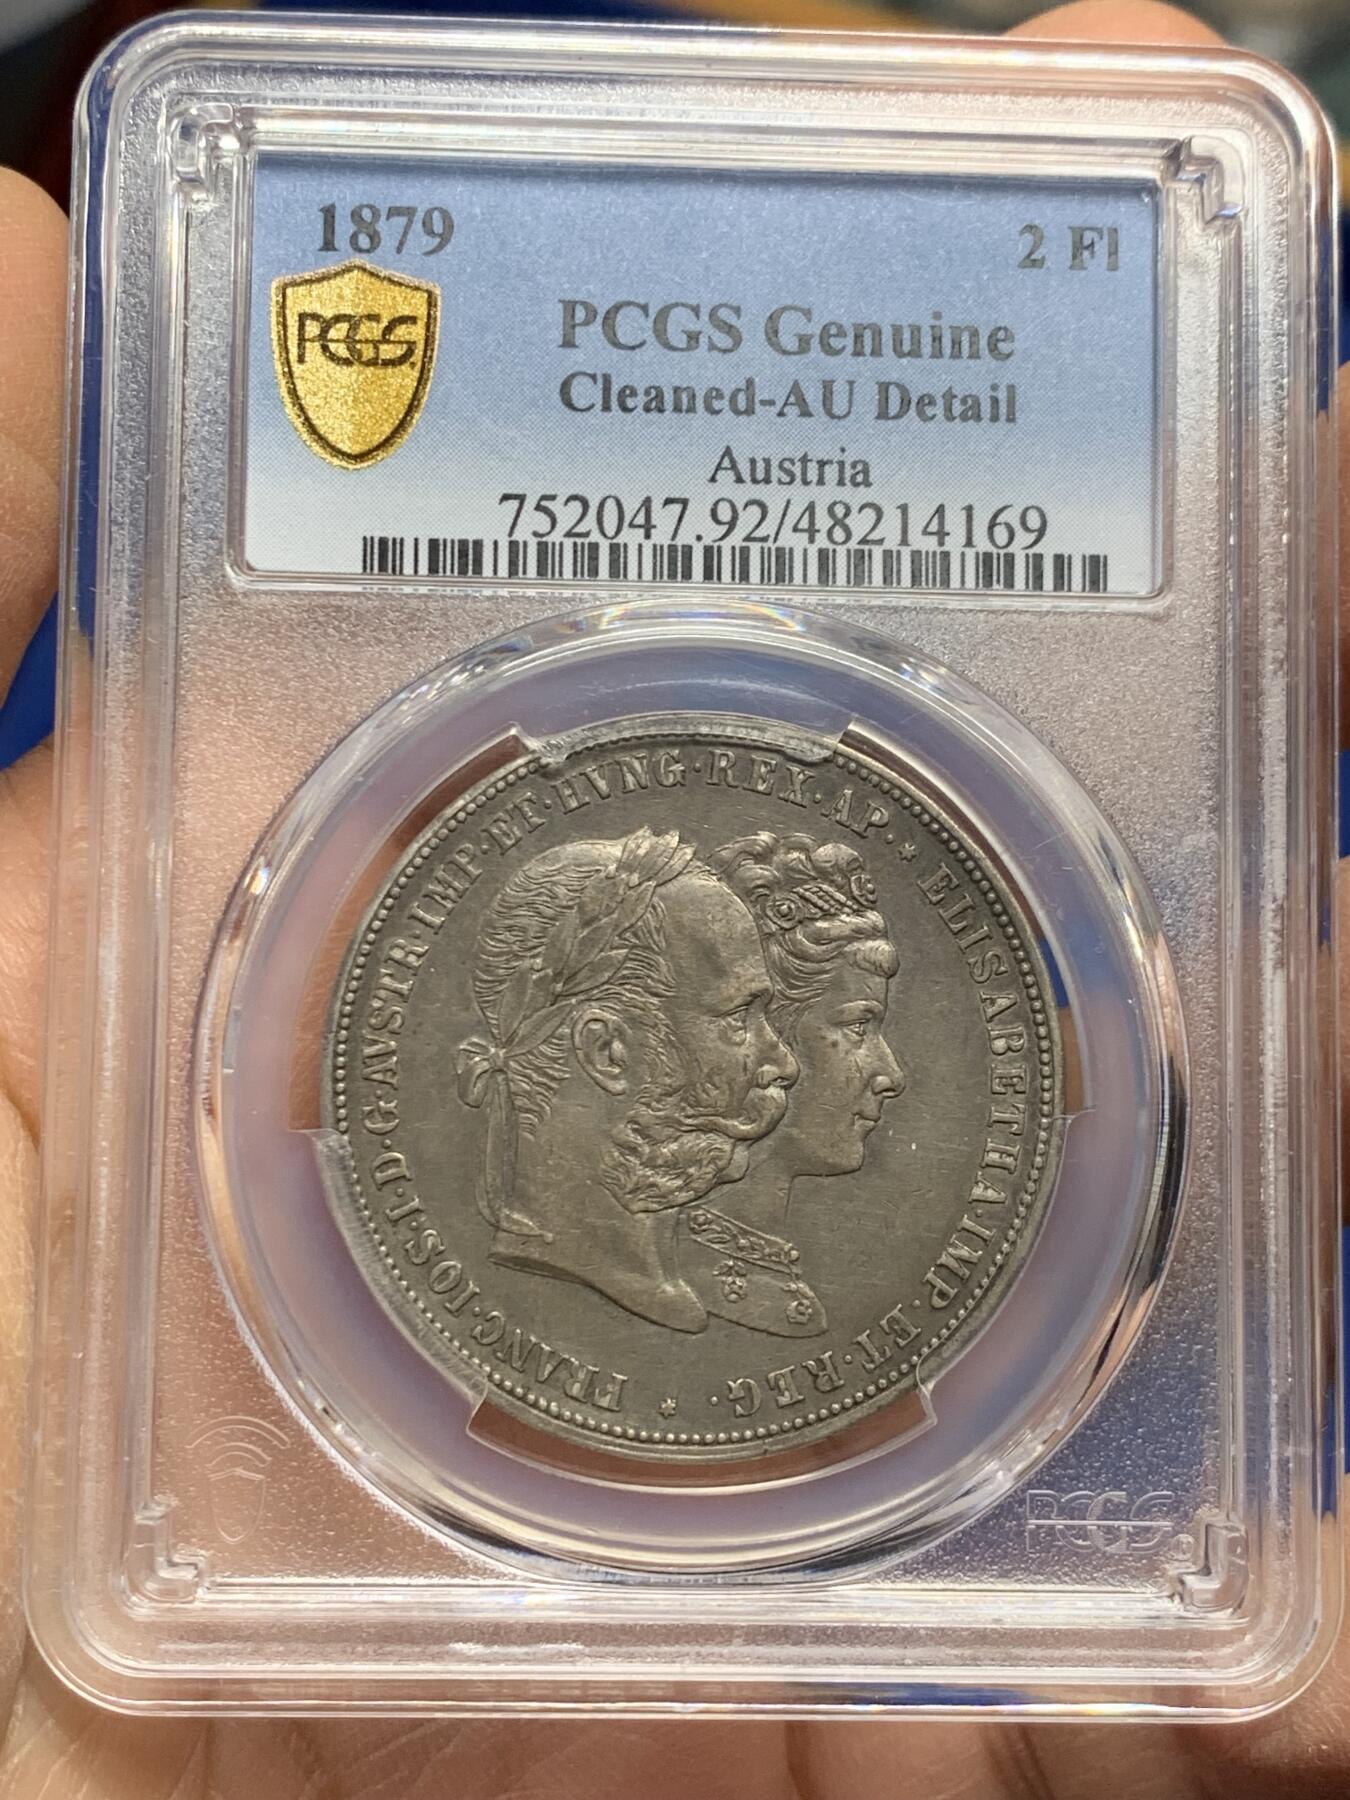 1879
2 Fl
PCGS
PCGS Genuine
Cleaned-AU Detail
Austria
752047.92/48214169
FRANC·IOS·I·D·G·AVSTR·IMP·ET·HVNG·REX·AP·*ELISABETHA·IMP·ET·REG·*
PCGS